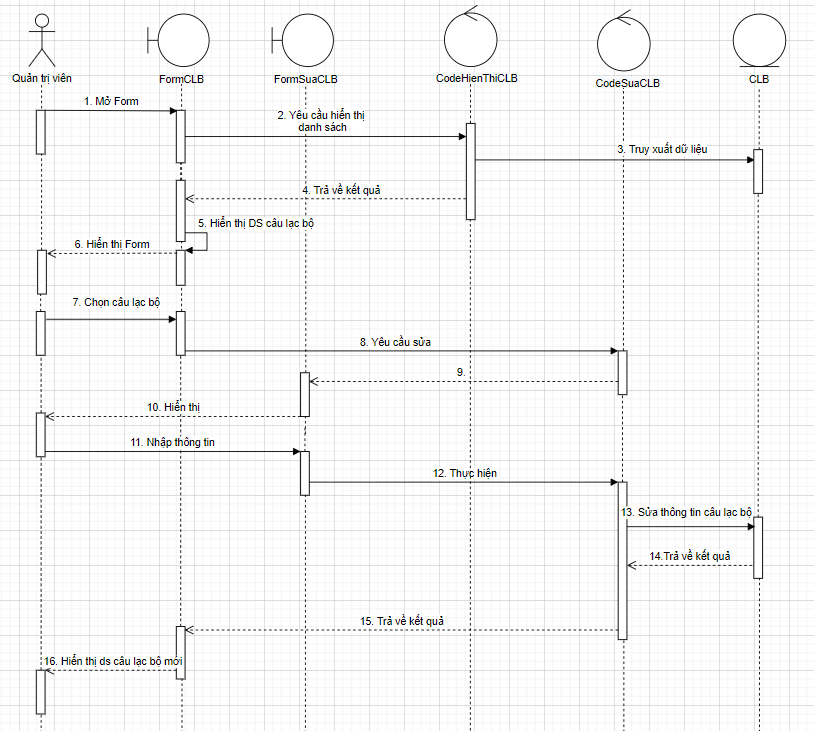 Quản trị viên
FormCLB
FormSuaCLB
CodeHienThiCLB
CodeSuaCLB
CLB
1. Mở Form
2. Yêu cầu hiển thị
danh sách
3. Truy xuất dữ liệu
4. Trả về kết quả
5. Hiển thị DS câu lạc bộ
6. Hiển thị Form
7. Chọn câu lạc bộ
8. Yêu cầu sửa
9.
10. Hiển thị
11. Nhập thông tin
12. Thực hiện
13. Sửa thông tin câu lạc bộ
14.Trả về kết quả
15. Trả về kết quả
16. Hiển thị ds câu lạc bộ mới